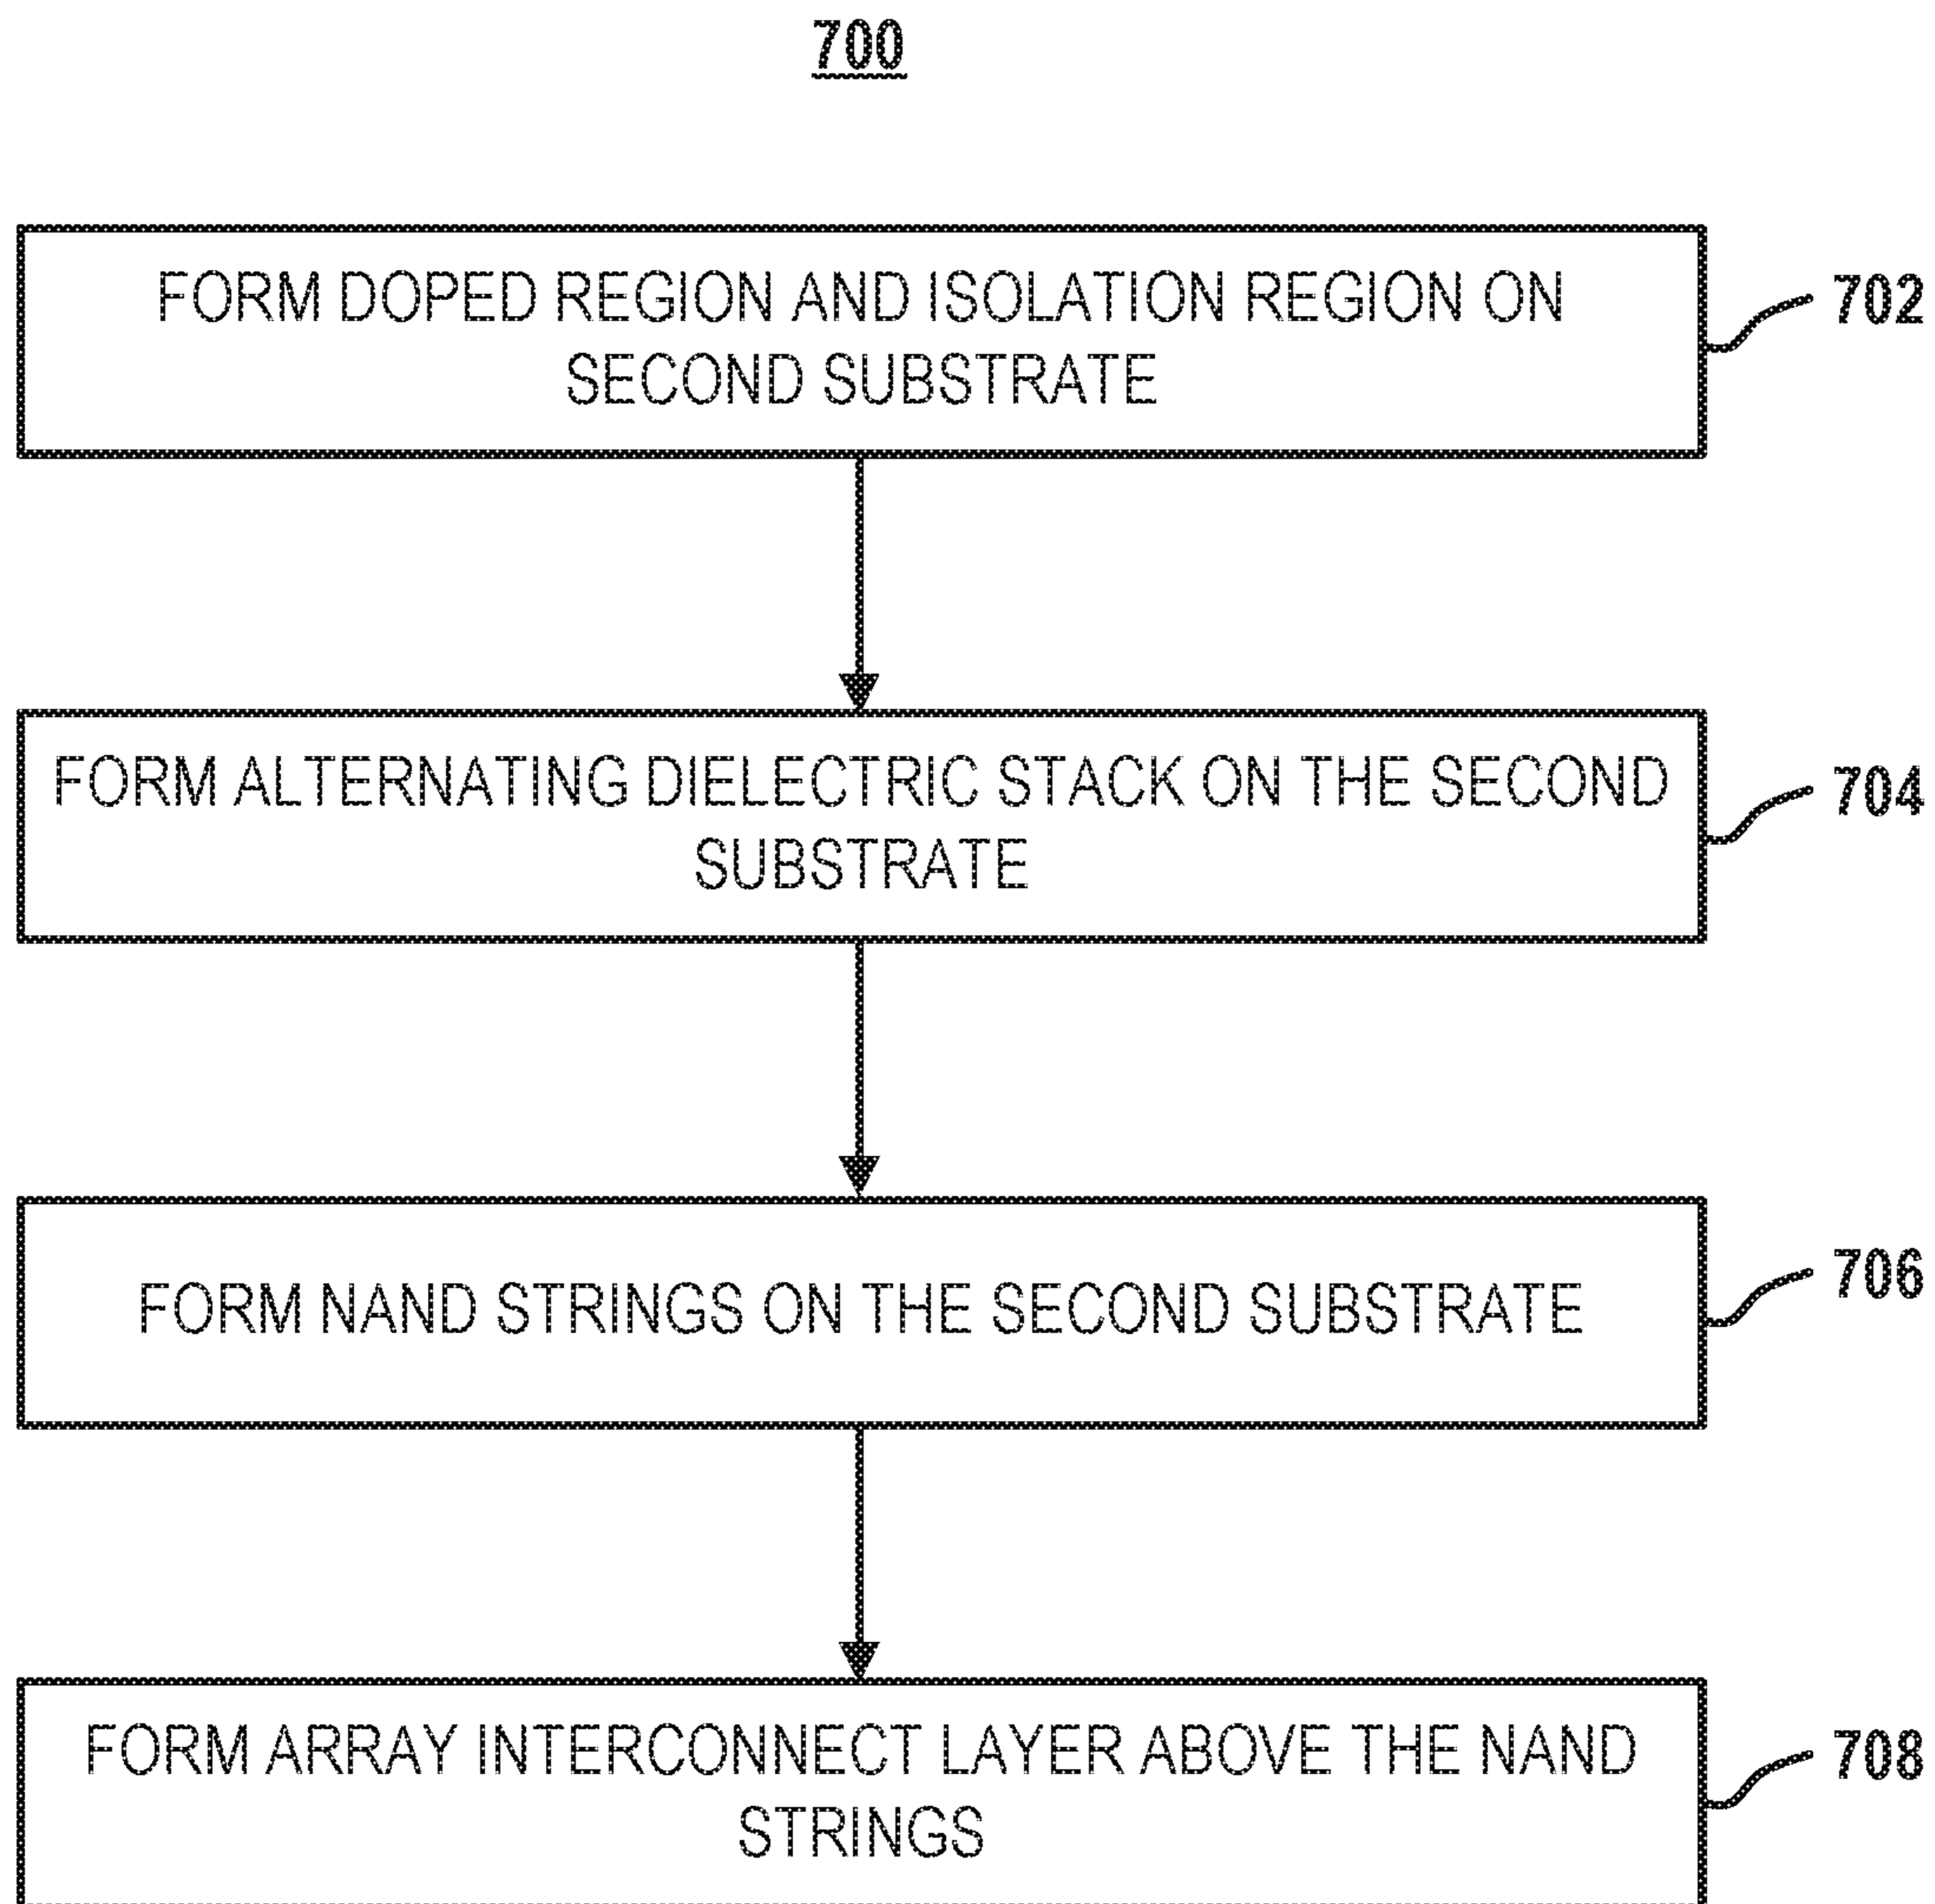 700
FORM DOPED REGION AND ISOLATION REGION ON
SECOND SUBSTRATE
702
FORM ALTERNATING DIELECTRIC STACK ON THE SECOND
SUBSTRATE
704
FORM NAND STRINGS ON THE SECOND SUBSTRATE
706
FORM ARRAY INTERCONNECT LAYER ABOVE THE NAND
STRINGS
708